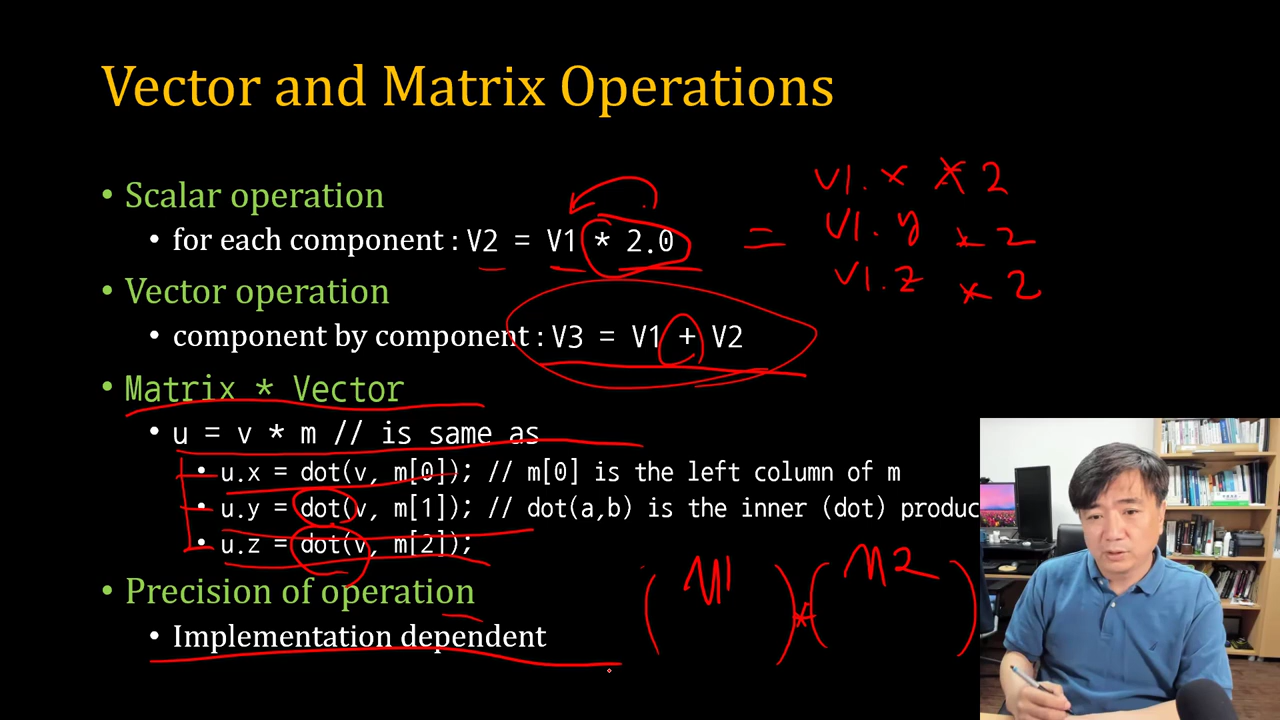 Vector and Matrix Operations
• Scalar operation
v1.x * 2
• for each component : V2 = V1 * 2.0 = v1.y * 2
v1.z * 2
• Vector operation
• component by component : V3 = V1 + V2
• Matrix * Vector
• u = v * m // is same as
• u.x = dot(v, m[0]); // m[0] is the left column of m
• u.y = dot(v, m[1]); // dot(a,b) is the inner (dot) produc
• u.z = dot(v, m[2]);
• Precision of operation
( M1 ) * ( M2 )
• Implementation dependent